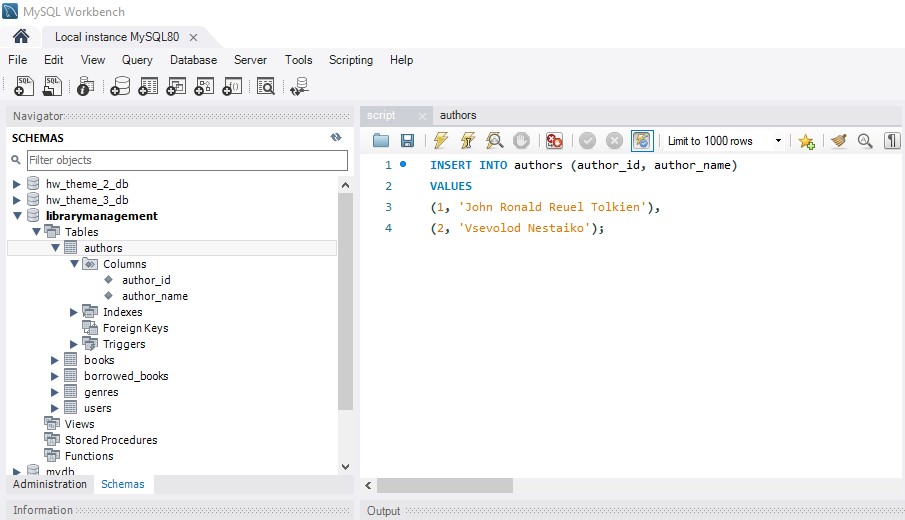 MySQL Workbench
Local instance MySQL80
File Edit View Query Database Server Tools Scripting Help
Navigator
SCHEMAS
Filter objects
hw_theme_2_db
hw_theme_3_db
librarymanagement
Tables
authors
Columns
author_id
author_name
Indexes
Foreign Keys
Triggers
books
borrowed_books
genres
users
Views
Stored Procedures
Functions
mydb
Administration Schemas
Information
script authors
Limit to 1000 rows
1 INSERT INTO authors (author_id, author_name)
2 VALUES
3 (1, 'John Ronald Reuel Tolkien'),
4 (2, 'Vsevolod Nestaiko');
Output